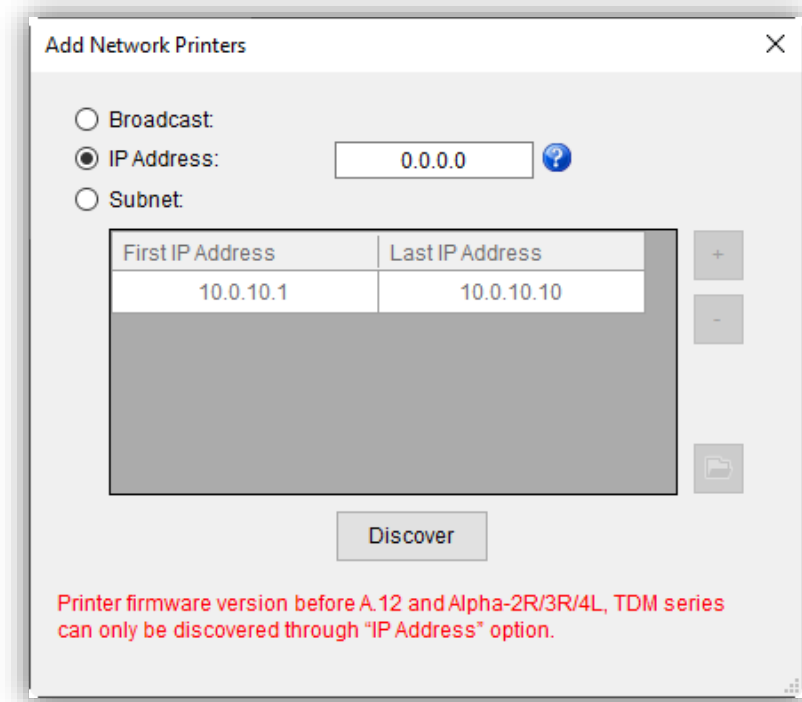 Add Network Printers
Broadcast:
IP Address:
0.0.0.0
?
Subnet:
First IP Address
Last IP Address
+
10.0.10.1
10.0.10.10
-
Discover
Printer firmware version before A.12 and Alpha-2R/3R/4L, TDM series
can only be discovered through “IP Address” option.